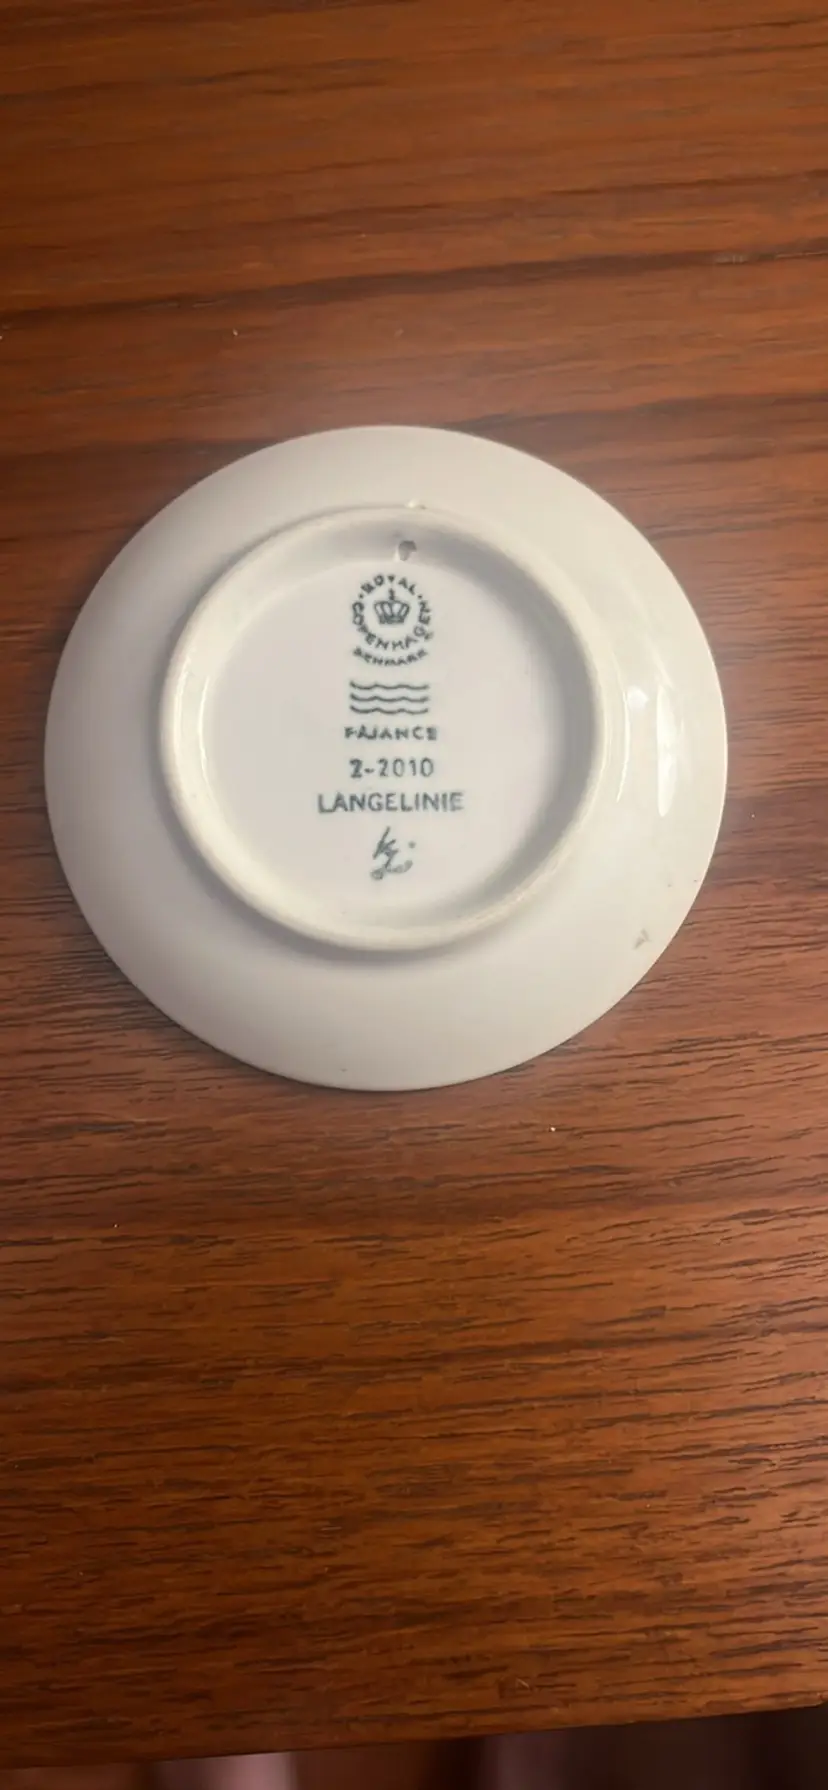 ROYAL COPENHAGEN
DENMARK
FAJANCE
2-2010
LANGELINIE